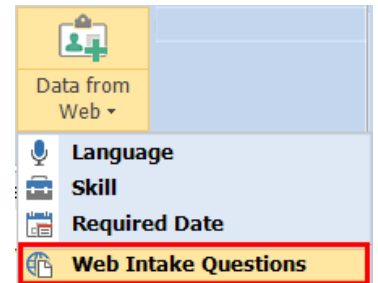 Data from
Web
Language
Skill
Required Date
Web Intake Questions